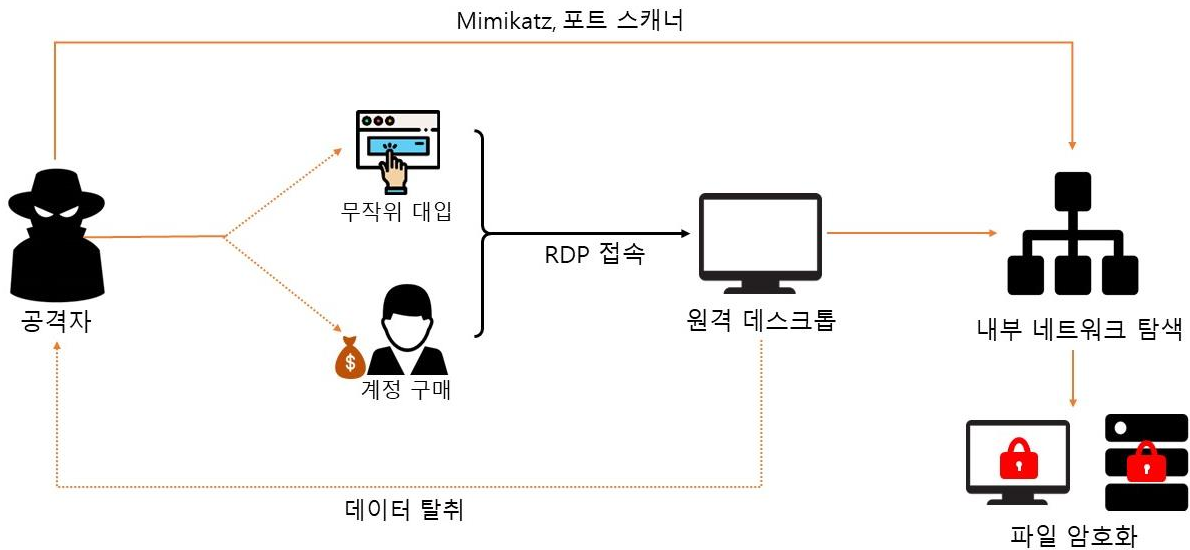 Mimikatz, 포트 스캐너
무작위 대입
RDP 접속
공격자
원격 데스크톱
내부 네트워크 탐색
$
계정 구매
데이터 탈취
파일 암호화